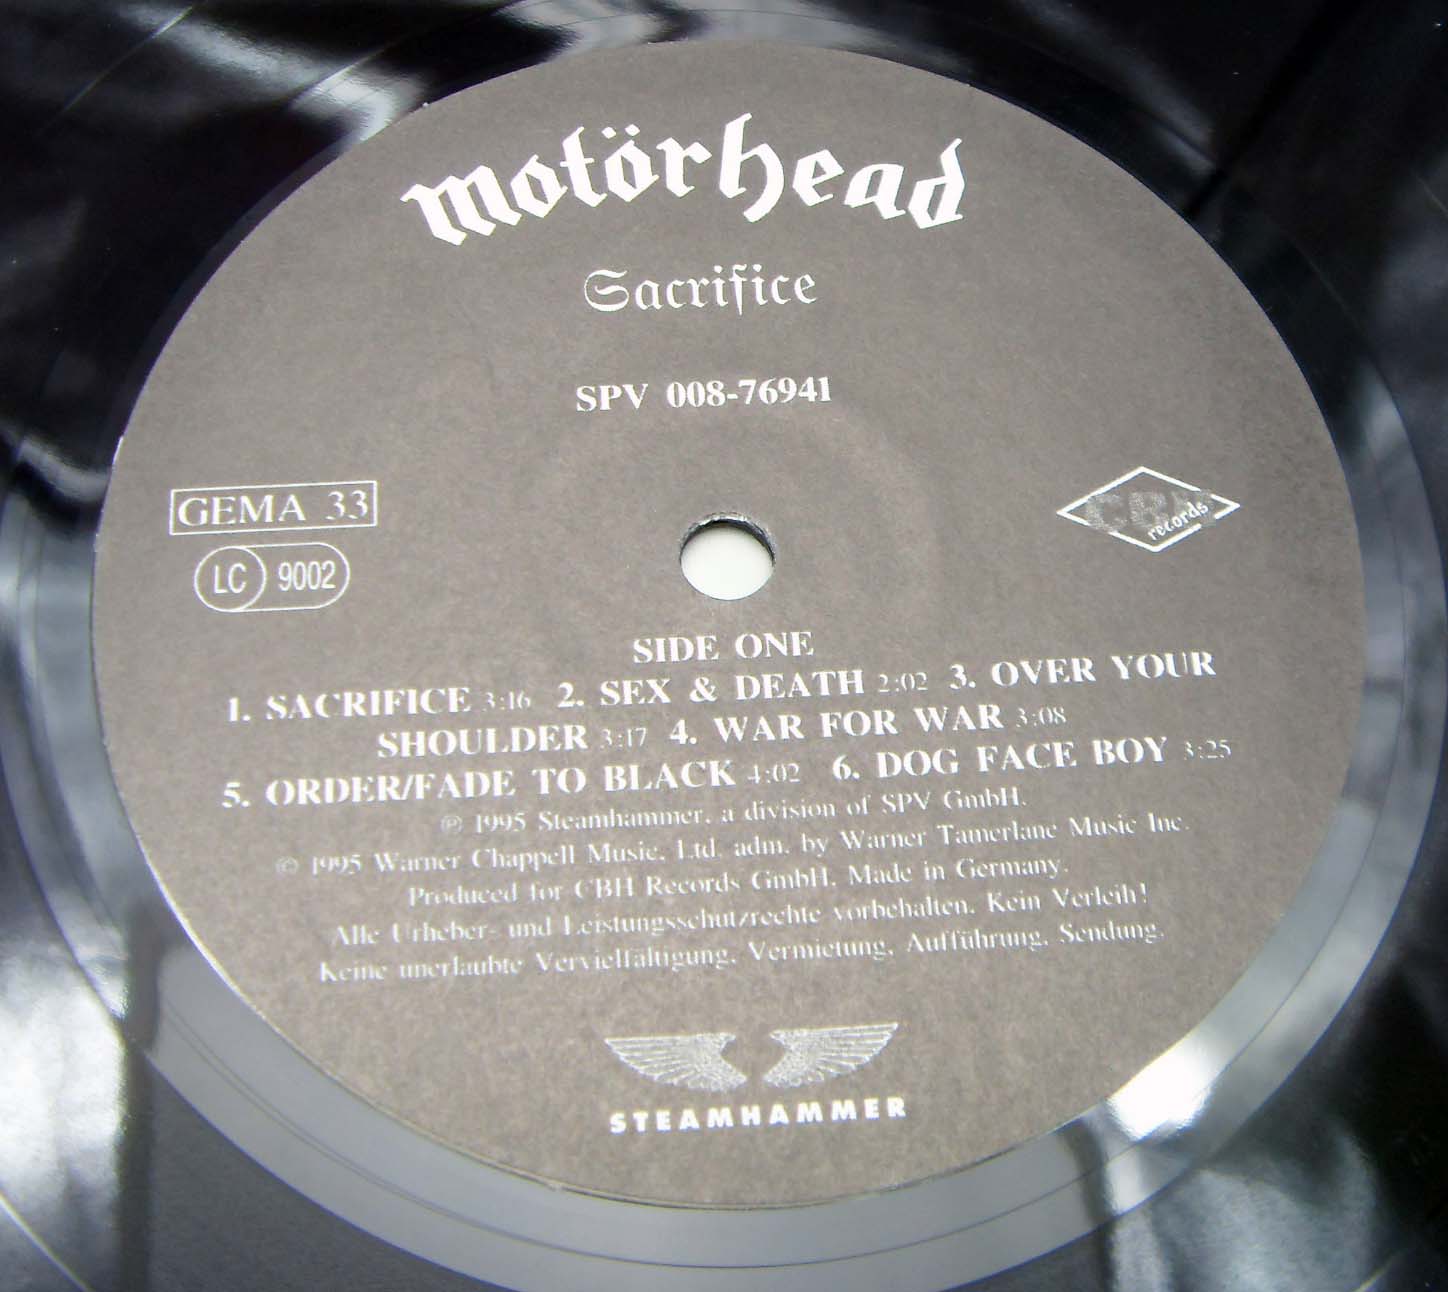 Motörhead
Sacrifice
SPV 008-76941
GEMA 33
LC 9002
CBH
records
SIDE ONE
1. SACRIFICE 3:16 2. SEX & DEATH 2:02 3. OVER YOUR
SHOULDER 3:17 4. WAR FOR WAR 3:08
5. ORDER/FADE TO BLACK 4:02 6. DOG FACE BOY 3:25
℗ 1995 Steamhammer, a division of SPV GmbH.
© 1995 Warner Chappell Music, Ltd. adm. by Warner Tamerlane Music Inc.
Produced for CBH Records GmbH. Made in Germany.
Alle Urheber- und Leistungsschutzrechte vorbehalten. Kein Verleih!
Keine unerlaubte Vervielfältigung, Vermietung, Aufführung, Sendung.
STEAMHAMMER